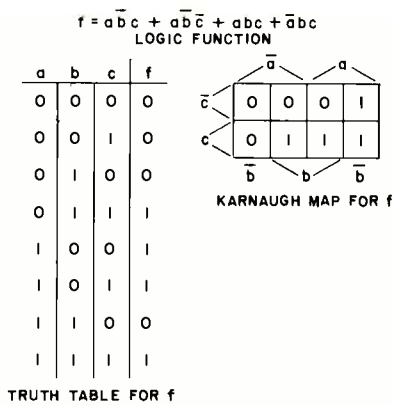 f = ab̅c + ab̅c̅ + abc + a̅bc
LOGIC FUNCTION
a b c f
0 0 0 0
0 0 1 0
0 1 0 0
0 1 1 1
1 0 0 1
1 0 1 1
1 1 0 0
1 1 1 1
TRUTH TABLE FOR f
a̅ a
c̅ 0 0 0 1
c 0 1 1 1
b̅ b b̅
KARNAUGH MAP FOR f